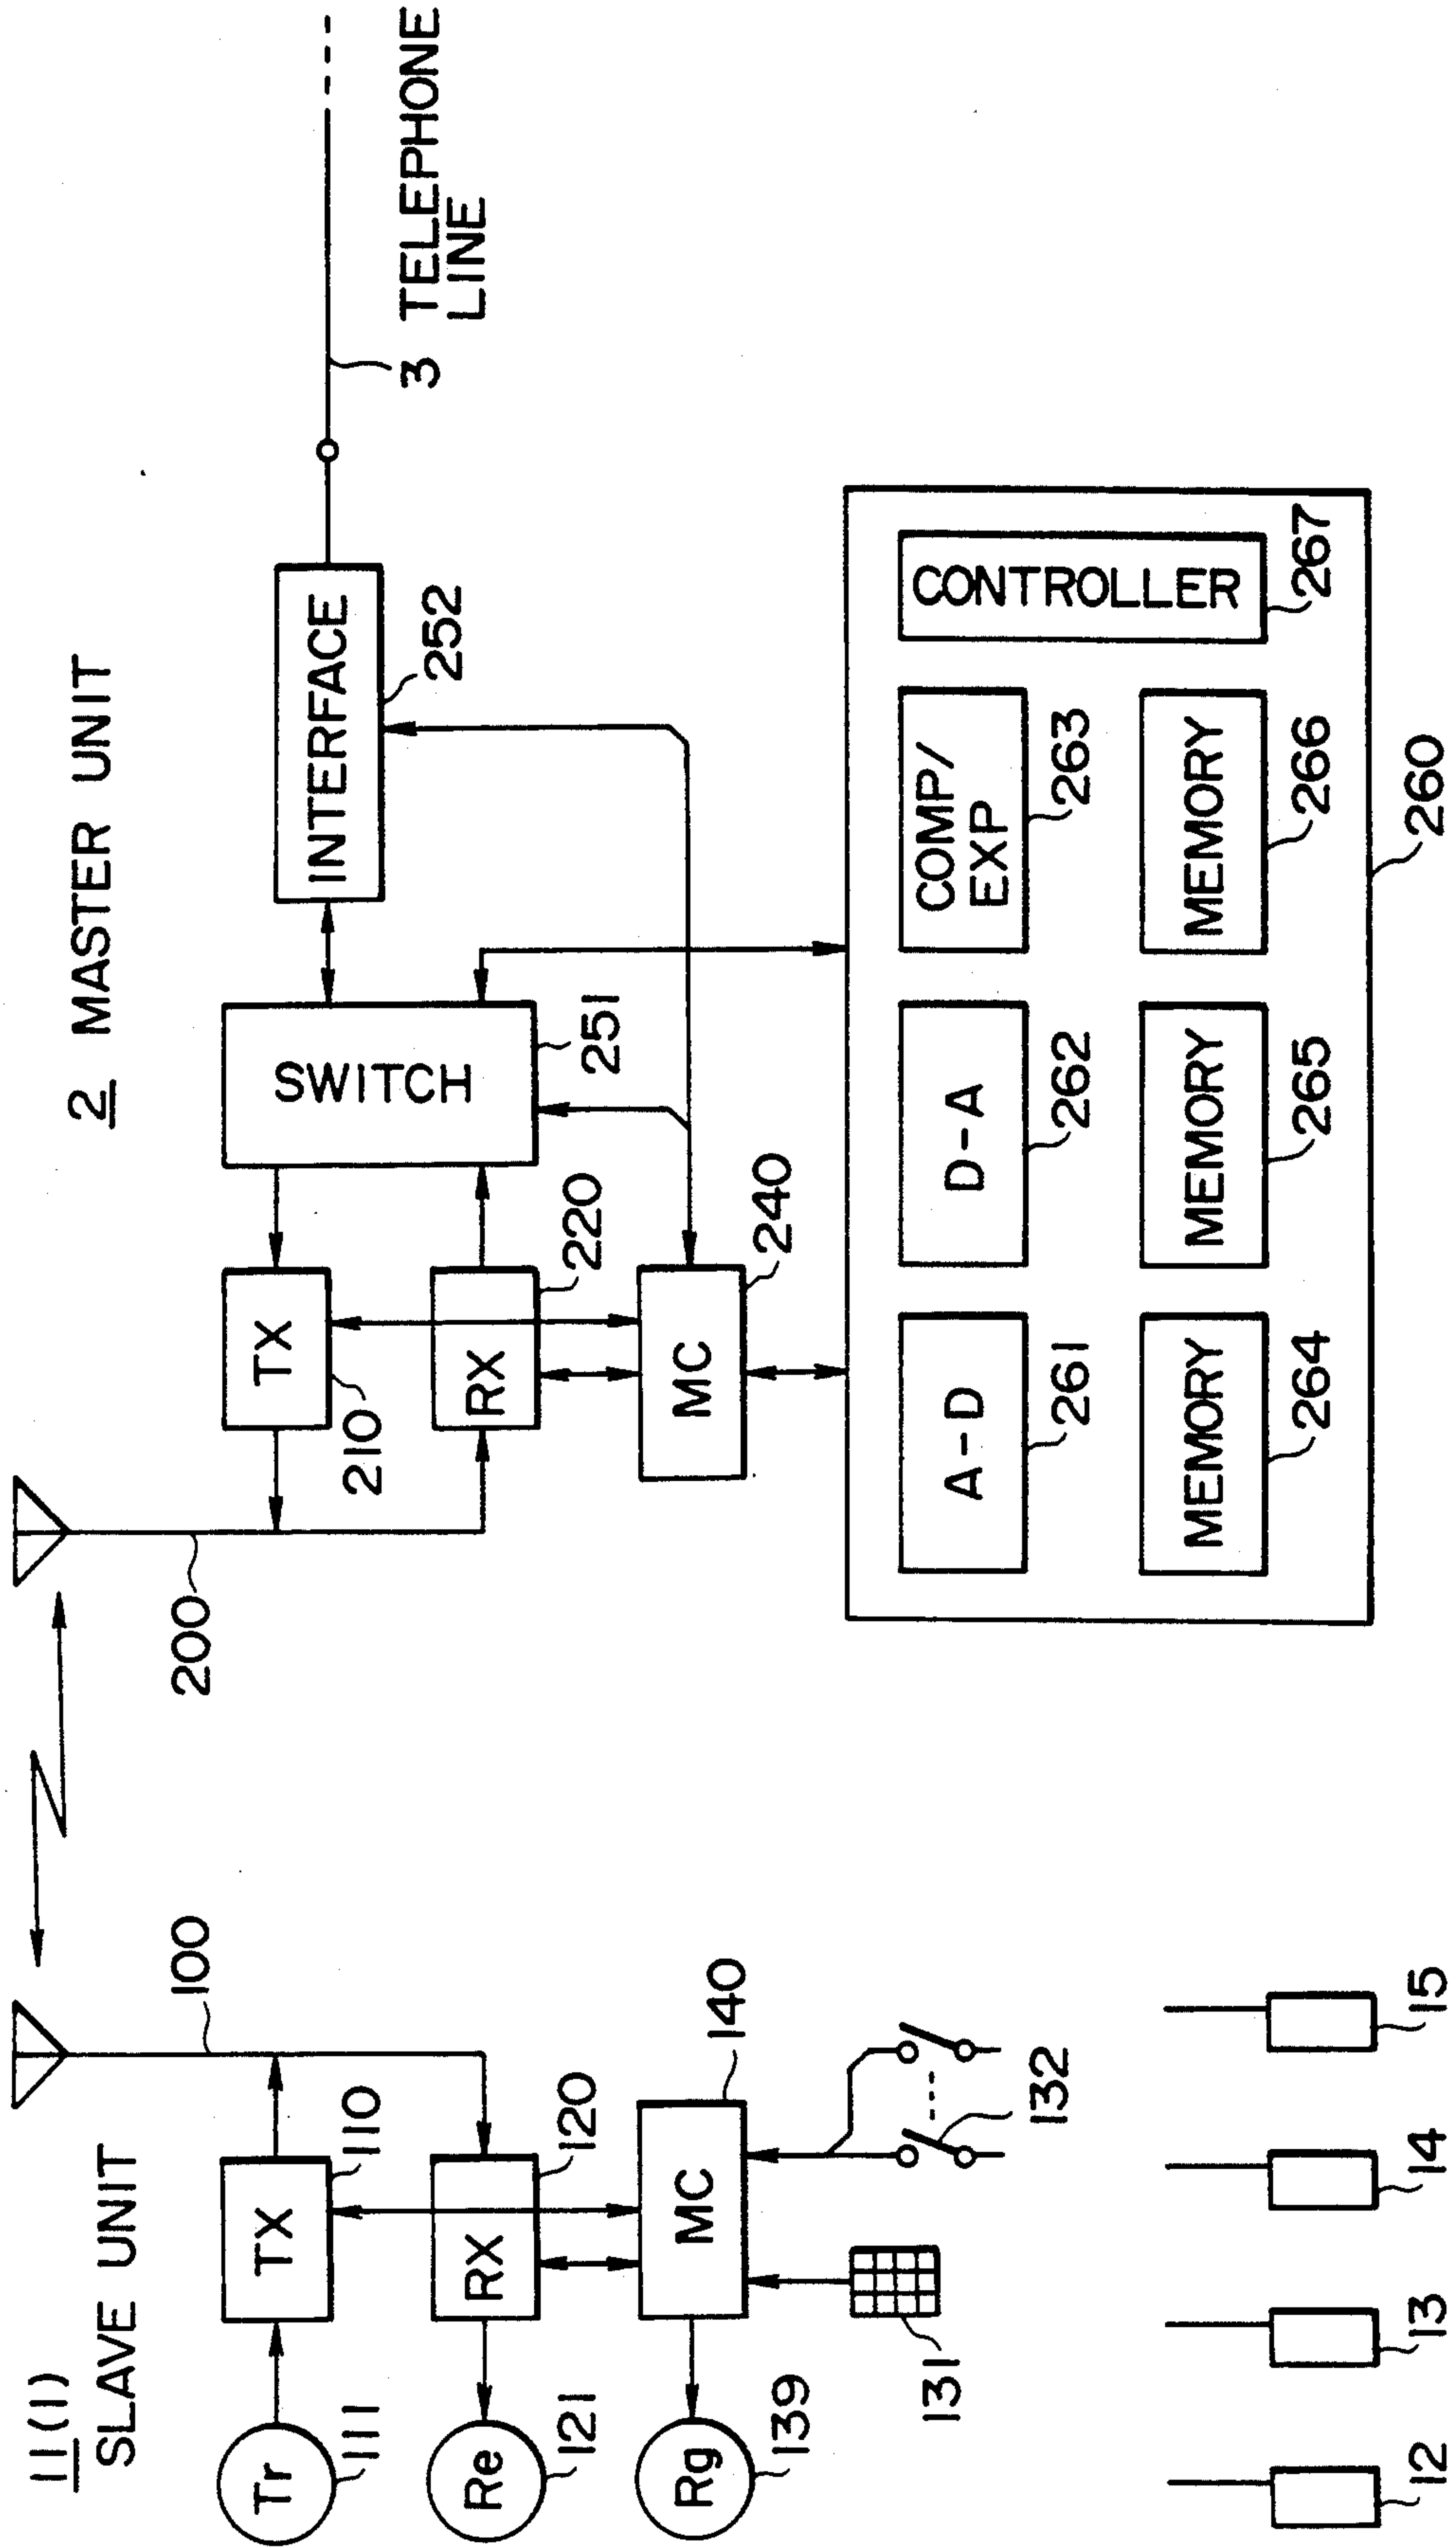 11(1)
SLAVE UNIT
2 MASTER UNIT
100
200
Tr
111
TX
110
TX
210
SWITCH
251
INTERFACE
252
3 TELEPHONE
LINE
Re
121
RX
120
RX
220
Rg
139
MC
140
MC
240
131
132
A-D
261
D-A
262
COMP/
EXP
263
CONTROLLER
267
MEMORY
264
MEMORY
265
MEMORY
266
260
12
13
14
15